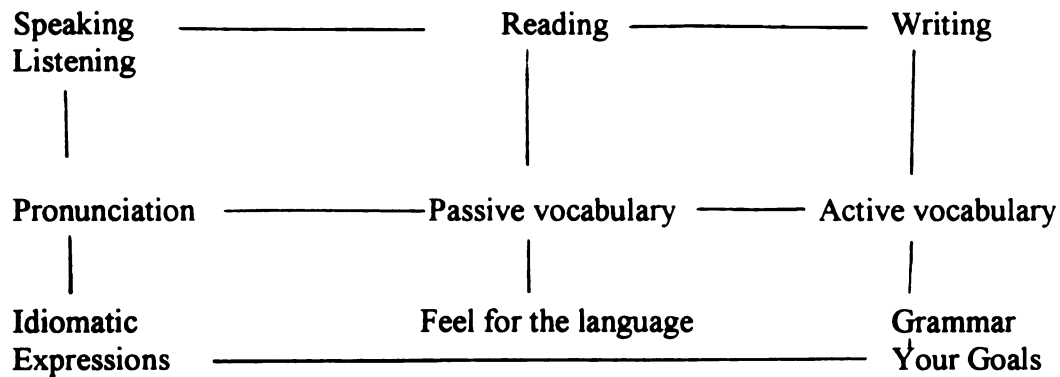 Speaking Reading Writing
Listening
Pronunciation Passive vocabulary Active vocabulary
Idiomatic Feel for the language Grammar
Expressions Your Goals